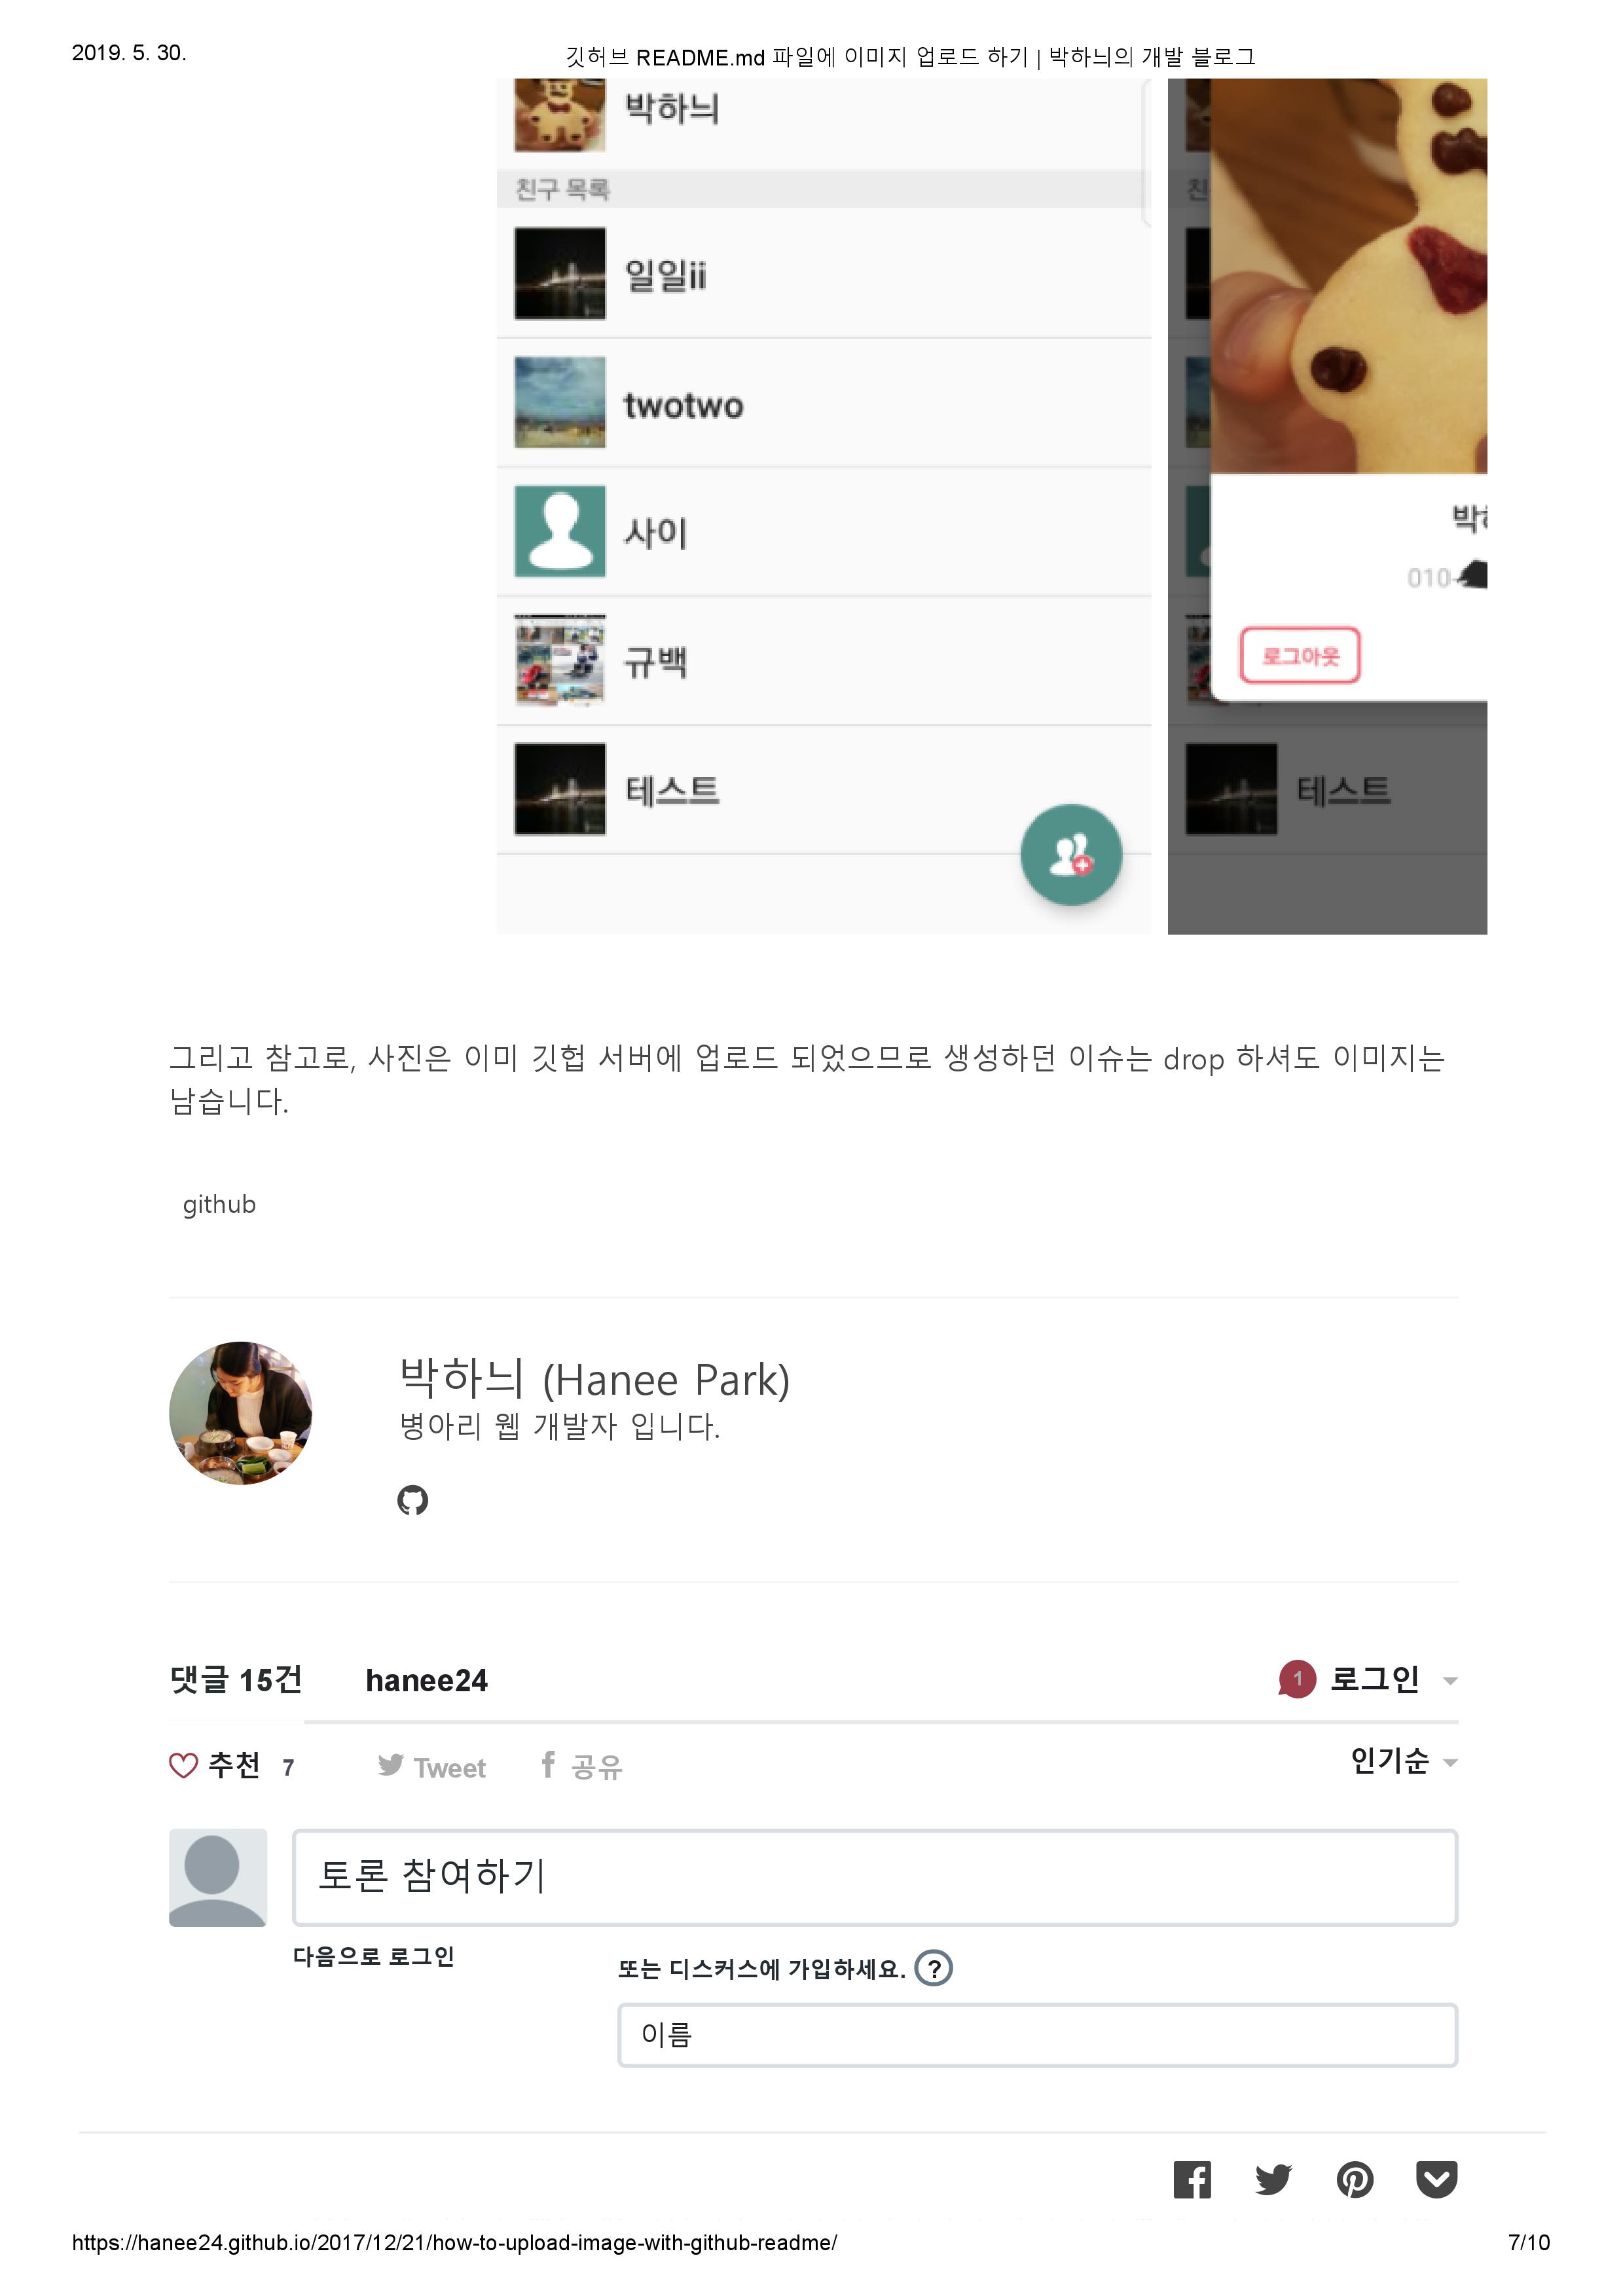 2019. 5. 30.
깃허브 README.md 파일에 이미지 업로드 하기 | 박하늬의 개발 블로그
박하늬
친구 목록
일일ii
twotwo
사이
규백
테스트
친
박하
010-
로그아웃
테스트
그리고 참고로, 사진은 이미 깃헙 서버에 업로드 되었으므로 생성하던 이슈는 drop 하셔도 이미지는
남습니다.
github
박하늬 (Hanee Park)
병아리 웹 개발자 입니다.
댓글 15건 hanee24 1 로그인
추천 7 Tweet f 공유 인기순
토론 참여하기
다음으로 로그인
또는 디스커스에 가입하세요. ?
이름
https://hanee24.github.io/2017/12/21/how-to-upload-image-with-github-readme/
7/10